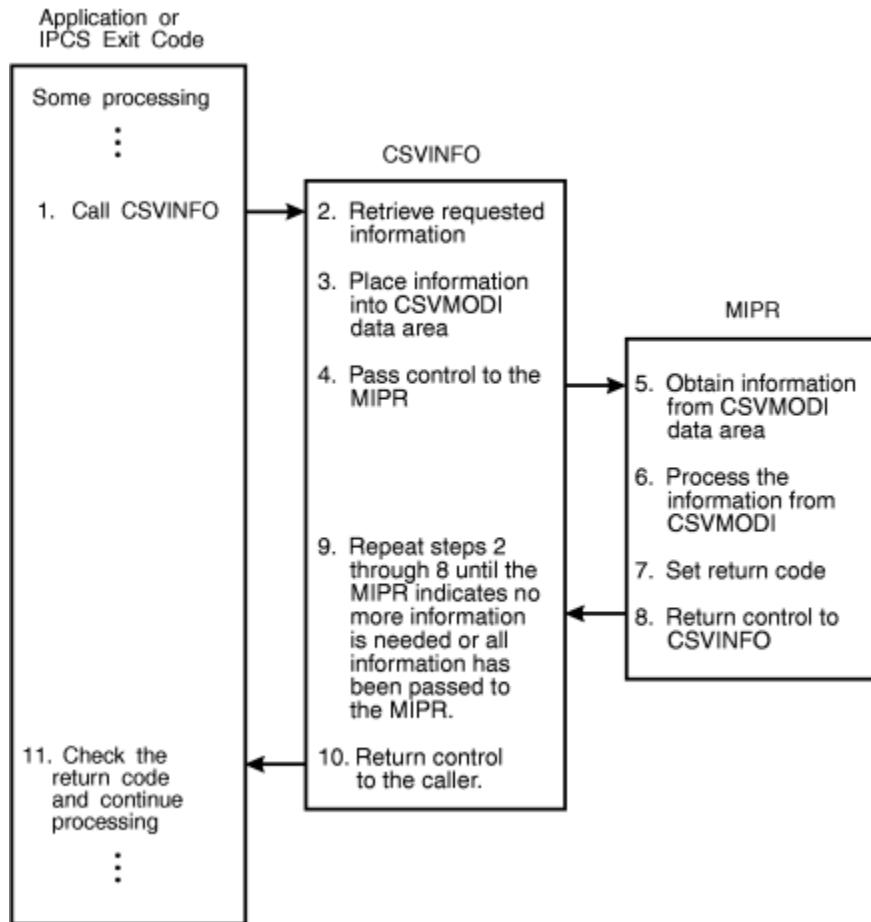 Application or
IPCS Exit Code
Some processing
1. Call CSVINFO
CSVINFO
2. Retrieve requested
information
3. Place information
into CSVMODI
data area
4. Pass control to the
MIPR
MIPR
5. Obtain information
from CSVMODI
data area
6. Process the
information from
CSVMODI
7. Set return code
8. Return control to
CSVINFO
9. Repeat steps 2
through 8 until the
MIPR indicates no
more information
is needed or all
information has
been passed to
the MIPR.
10. Return control
to the caller.
11. Check the
return code
and continue
processing